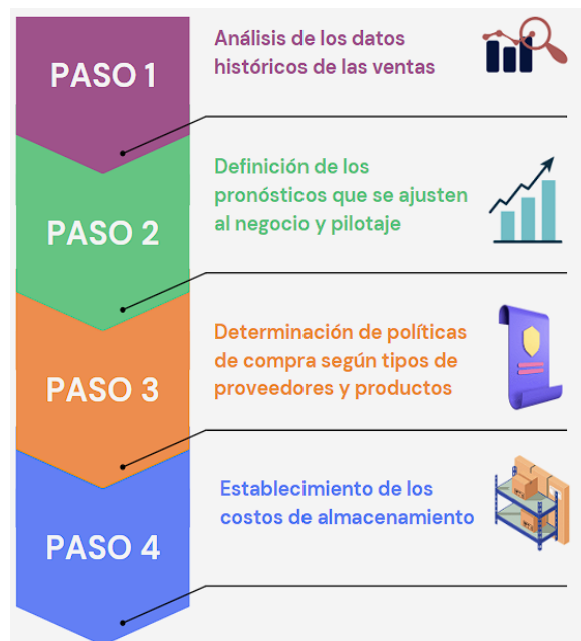 PASO 1
Análisis de los datos
históricos de las ventas
PASO 2
Definición de los
pronósticos que se ajusten
al negocio y pilotaje
PASO 3
Determinación de políticas
de compra según tipos de
proveedores y productos
PASO 4
Establecimiento de los
costos de almacenamiento